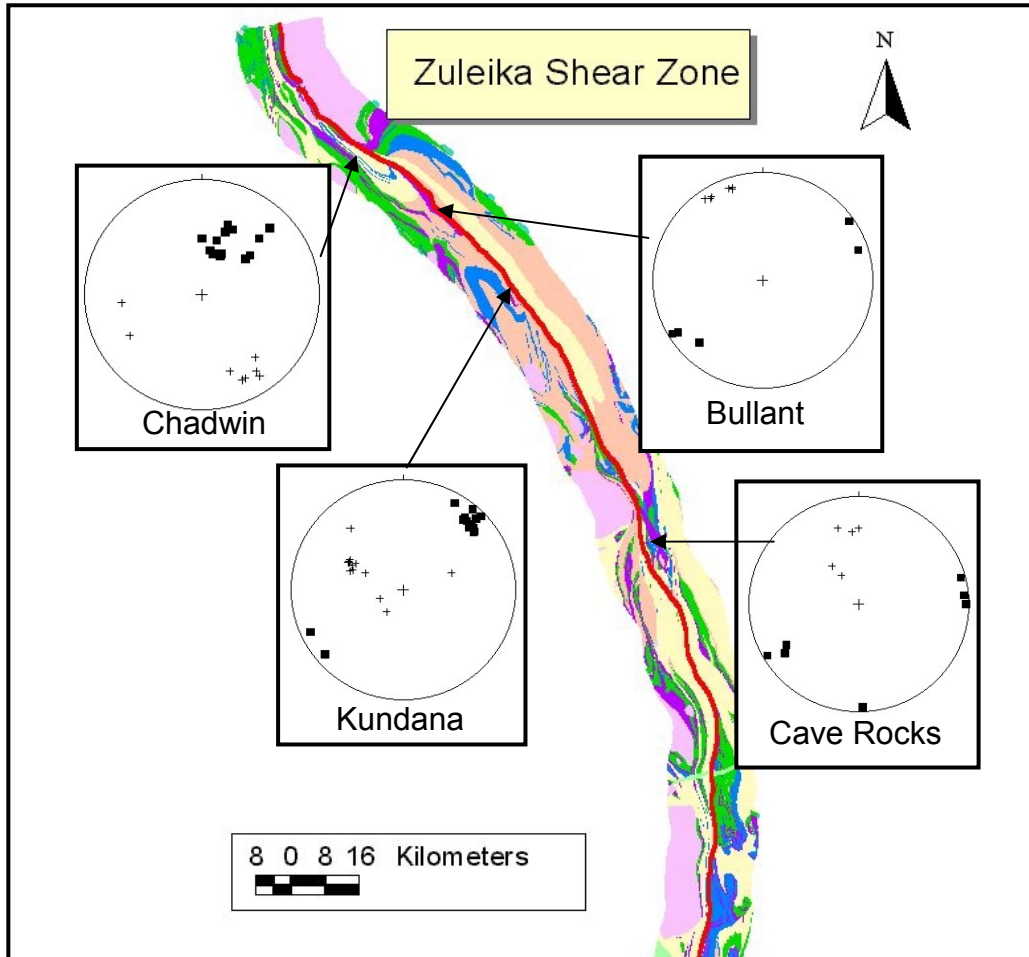 Zuleika Shear Zone
N
Chadwin
Bullant
Kundana
Cave Rocks
8 0 8 16 Kilometers